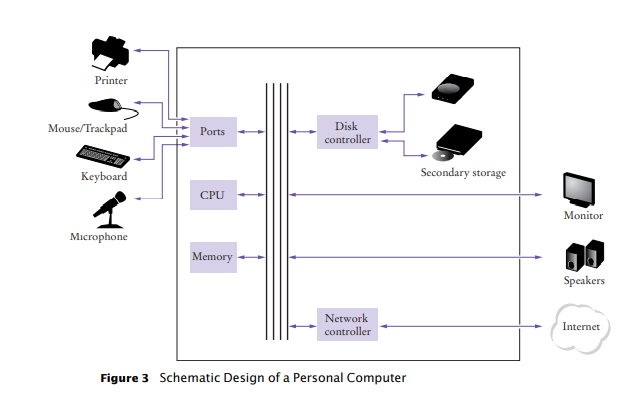 Printer
Mouse/Trackpad
Keyboard
Microphone
Ports
CPU
Memory
Disk
controller
Secondary storage
Network
controller
Monitor
Speakers
Internet
Figure 3 Schematic Design of a Personal Computer